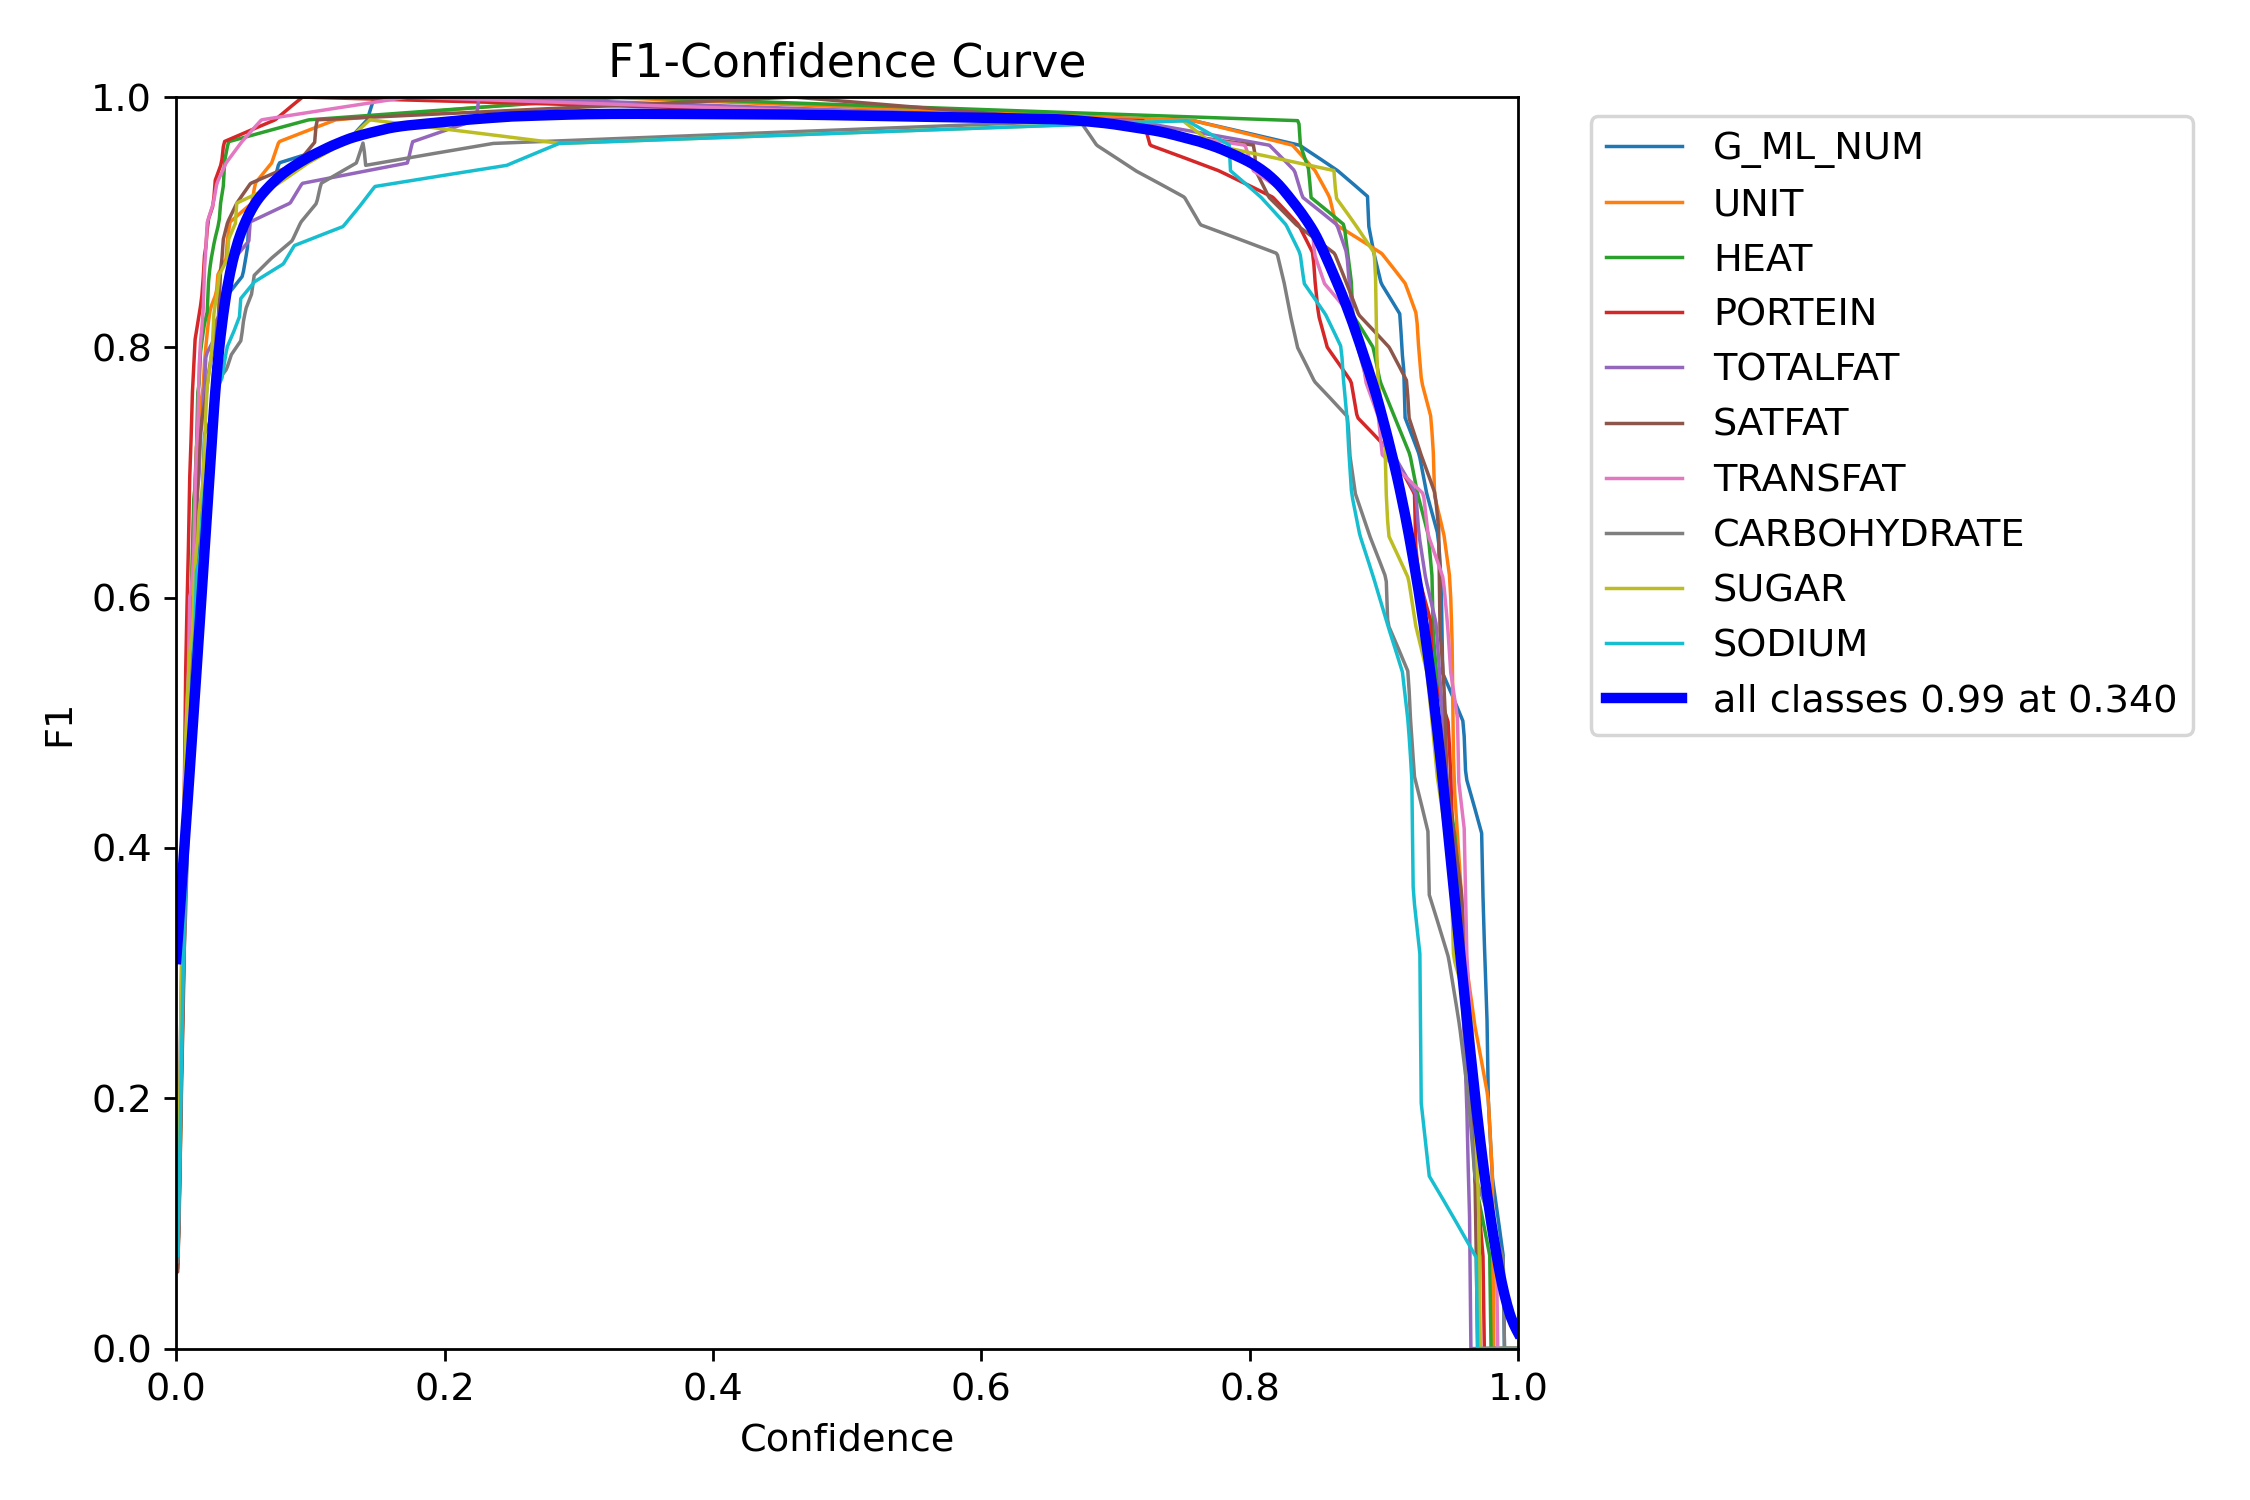 F1-Confidence Curve
1.0
0.8
0.6
0.4
0.2
0.0
F1
0.0 0.2 0.4 0.6 0.8 1.0
Confidence
G_ML_NUM
UNIT
HEAT
PORTEIN
TOTALFAT
SATFAT
TRANSFAT
CARBOHYDRATE
SUGAR
SODIUM
all classes 0.99 at 0.340